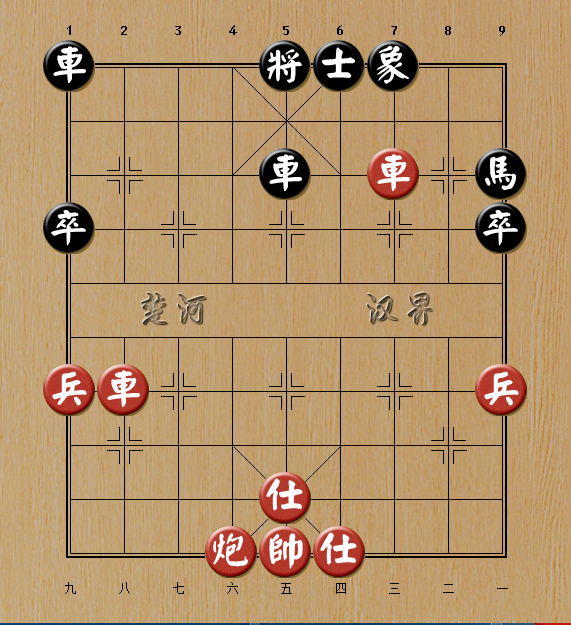 1 2 3 4 5 6 7 8 9
車 將 士 象
車 車 馬
卒 卒
楚河 汉界
兵 車 兵
仕
炮 帥 仕
九 八 七 六 五 四 三 二 一